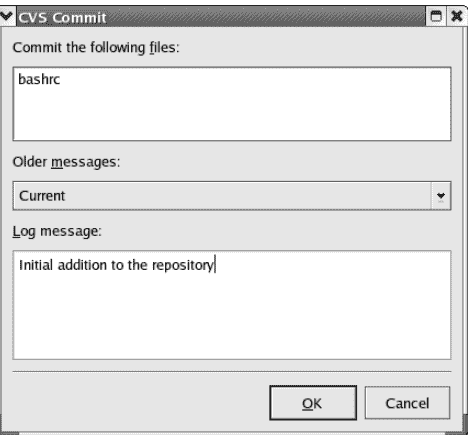 CVS Commit
Commit the following files:
bashrc
Older messages:
Current
Log message:
Initial addition to the repository
OK
Cancel